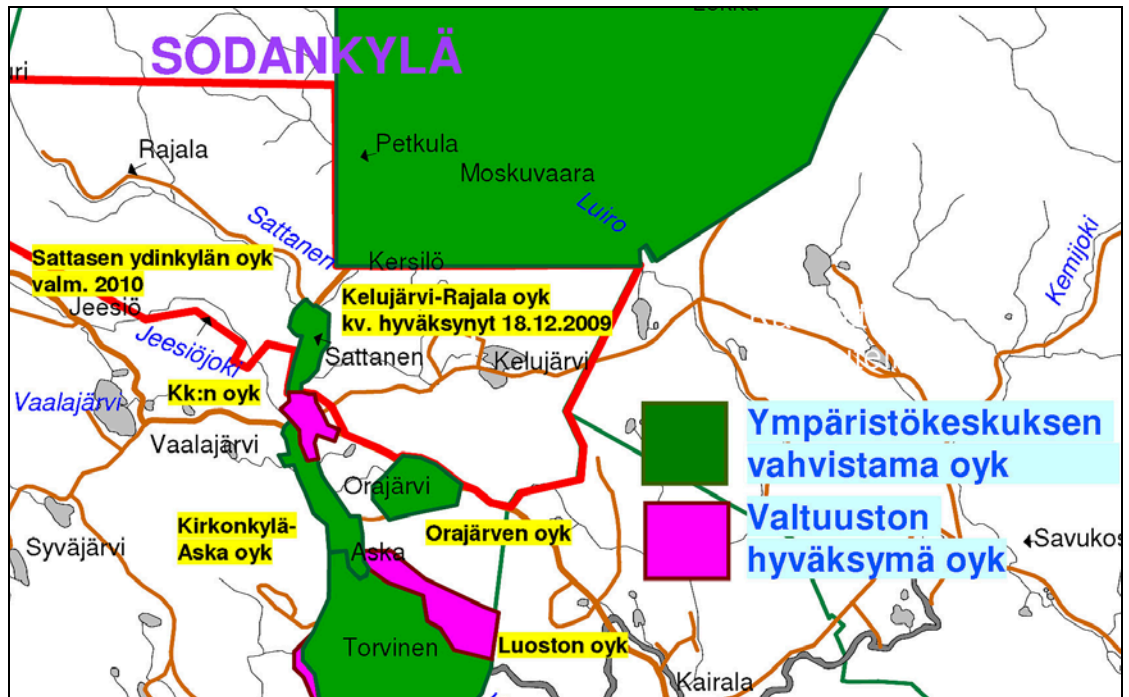 Lokka
SODANKYLÄ
Rajala
Petkula
Moskuvaara
Luiro
Sattanen
Kemijoki
Sattasen ydinkylän oyk
valm. 2010
Kersilö
Jeesiö
Kelujärvi-Rajala oyk
kv. hyväksynyt 18.12.2009
Jeesiöjoki
Sattanen
Kelujärvi
Kk:n oyk
Vaalajärvi
Vaalajärvi
Ympäristökeskuksen
vahvistama oyk
Orajärvi
Valtuuston
hyväksymä oyk
Kirkonkylä-
Aska oyk
Orajärven oyk
Syväjärvi
Aska
Savukos
Torvinen
Luoston oyk
Kairala